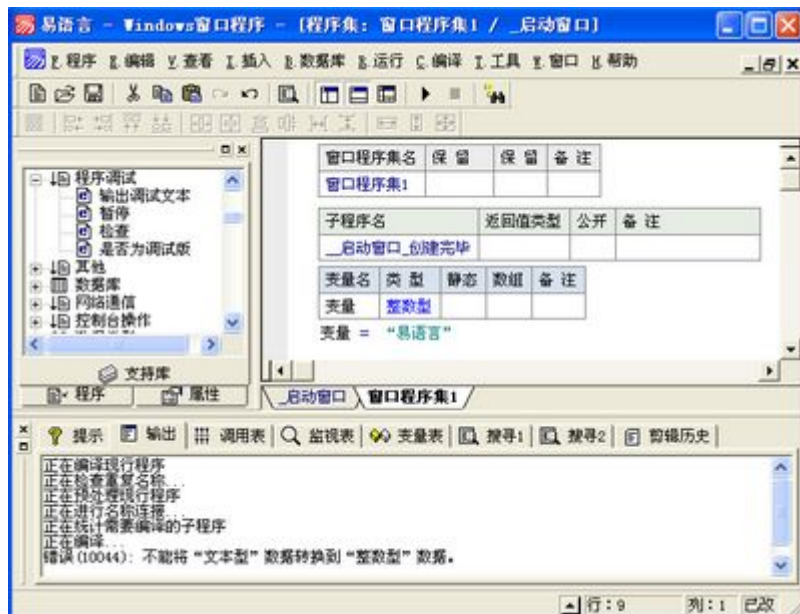 易语言 - Windows窗口程序 - [程序集: 窗口程序集1 / _启动窗口]
F.程序 E.编辑 V.查看 I.插入 B.数据库 R.运行 C.编译 T.工具 W.窗口 H.帮助
窗口程序集名 保 留 保 留 备 注
窗口程序集1
子程序名 返回值类型 公开 备 注
__启动窗口_创建完毕
变量名 类 型 静态 数组 备 注
变量 整数型
变量 = “易语言”
程序调试
输出调试文本
暂停
检查
是否为调试版
其他
数据库
网络通信
控制台操作
支持库
程序 属性
_启动窗口 窗口程序集1
提示 输出 调用表 监视表 变量表 搜寻1 搜寻2 剪辑历史
正在编译现行程序
正在检查重复名称...
正在预处理现行程序
正在进行名称连接...
正在统计需要编译的子程序
正在编译...
错误(10044): 不能将“文本型”数据转换到“整数型”数据。
行:9 列:1 已改